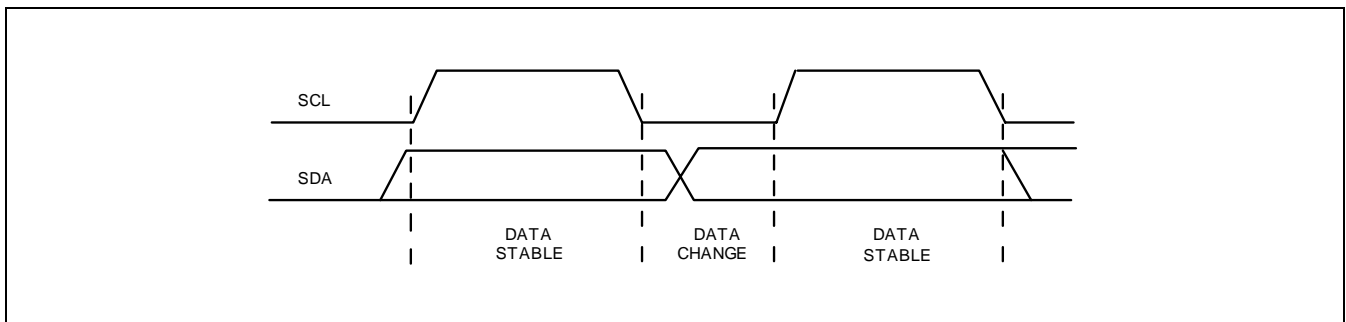 SCL
SDA
DATA
STABLE
DATA
CHANGE
DATA
STABLE